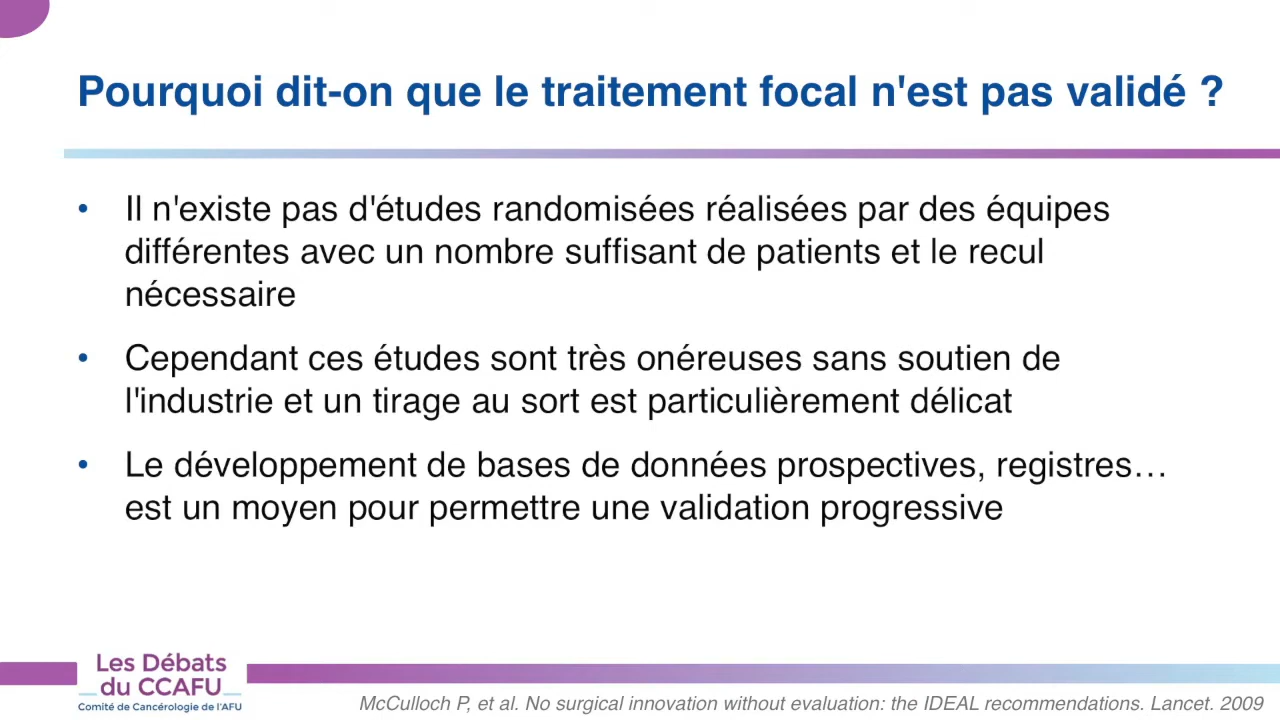 Pourquoi dit-on que le traitement focal n'est pas validé ?
• Il n'existe pas d'études randomisées réalisées par des équipes
différentes avec un nombre suffisant de patients et le recul
nécessaire
• Cependant ces études sont très onéreuses sans soutien de
l'industrie et un tirage au sort est particulièrement délicat
• Le développement de bases de données prospectives, registres…
est un moyen pour permettre une validation progressive
Les Débats
du CCAFU
Comité de Cancérologie de l'AFU
McCulloch P, et al. No surgical innovation without evaluation: the IDEAL recommendations. Lancet. 2009